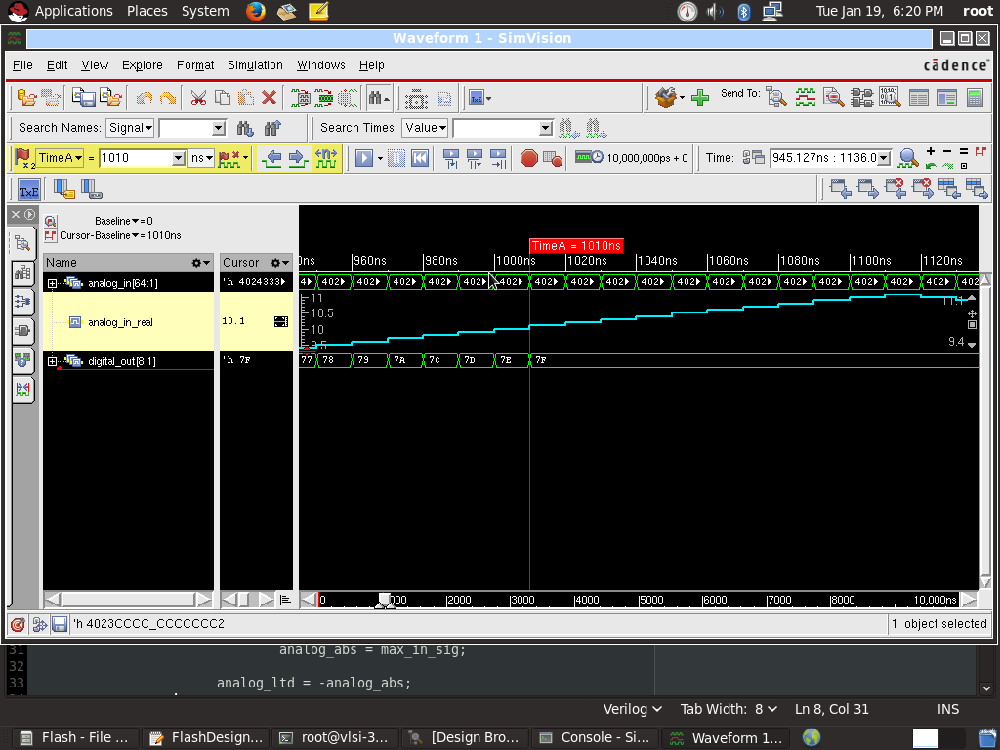 Applications Places System Tue Jan 19, 6:20 PM root
Waveform 1 - SimVision
File Edit View Explore Format Simulation Windows Help cādence
Send To:
Search Names: Signal Search Times: Value
x2 TimeA = 1010 ns 10,000,000ps + 0 Time: 945.127ns : 1136.0
TxE
Baseline = 0
Cursor-Baseline = 1010ns
TimeA = 1010ns
Name Cursor 0ns 960ns 980ns 1000ns 1020ns 1040ns 1060ns 1080ns 1100ns 1120ns
analog_in[64:1] 'h 4024333 4 402 402 402 402 402 402 402 402 402 402 402 402 402 402 402 402 402 402 402
11 11.1
10.5
analog_in_real 10.1 10
9.5 9.4
digital_out[8:1] 'h 7F 77 78 79 7A 7C 7D 7E 7F
0 000 2000 3000 4000 5000 6000 7000 8000 10,000ns
'h 4023CCCC_CCCCCCC2 1 object selected
31 analog_abs = max_in_sig;
32
33 analog_ltd = -analog_abs;
Verilog Tab Width: 8 Ln 8, Col 31 INS
Flash - File ... FlashDesign... root@vlsi-3... [Design Bro... Console - Si... Waveform 1...